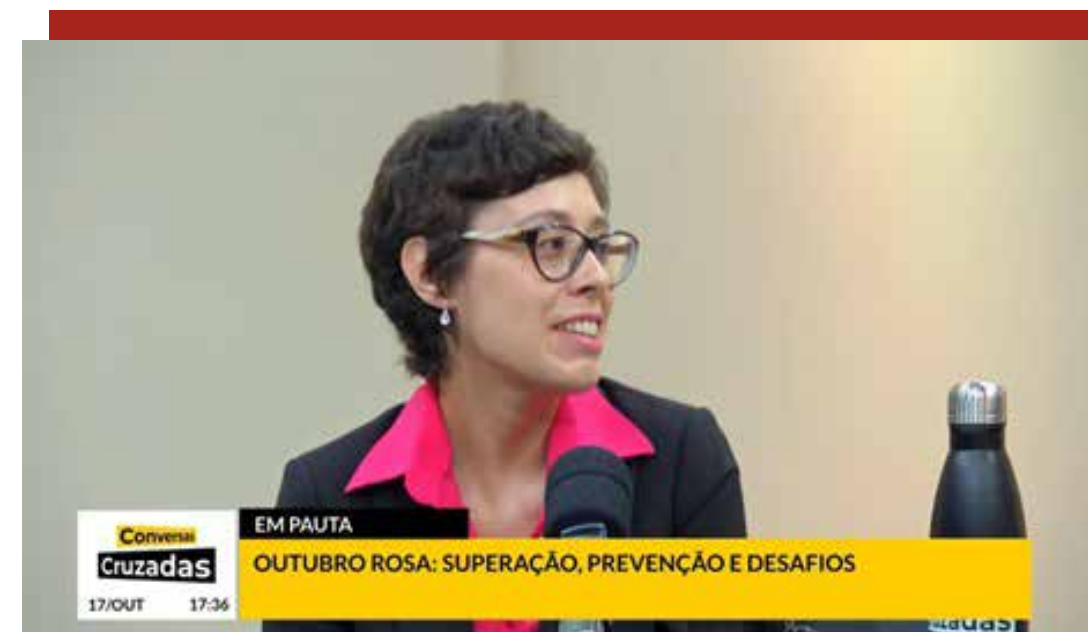 EM PAUTA
Conversas
Cruzadas
OUTUBRO ROSA: SUPERAÇÃO, PREVENÇÃO E DESAFIOS
17/OUT 17:36